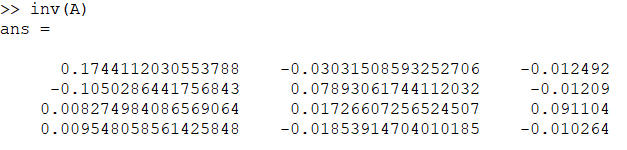 >> inv(A)
ans =
0.1744112030553788 -0.03031508593252706 -0.012492
-0.1050286441756843 0.07893061744112032 -0.01209
0.008274984086569064 0.01726607256524507 0.091104
0.009548058561425848 -0.01853914704010185 -0.010264